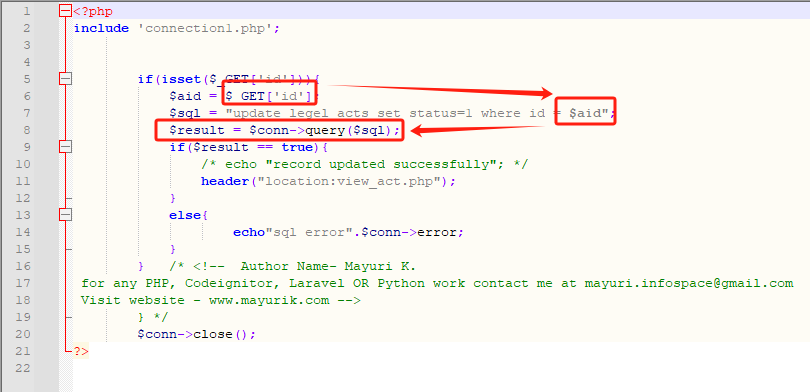 1 <?php
2 include 'connection1.php';
3
4
5 if(isset($_GET['id'])){
6 $aid = $_GET['id'];
7 $sql = "update legel_acts set status=1 where id = $aid";
8 $result = $conn->query($sql);
9 if($result == true){
10 /* echo "record updated successfully"; */
11 header("location:view_act.php");
12 }
13 else{
14 echo"sql error".$conn->error;
15 }
16 } /* <!-- Author Name- Mayuri K.
17 for any PHP, Codeignitor, Laravel OR Python work contact me at mayuri.infospace@gmail.com
18 Visit website - www.mayurik.com -->
19 } */
20 $conn->close();
21 ?>
22